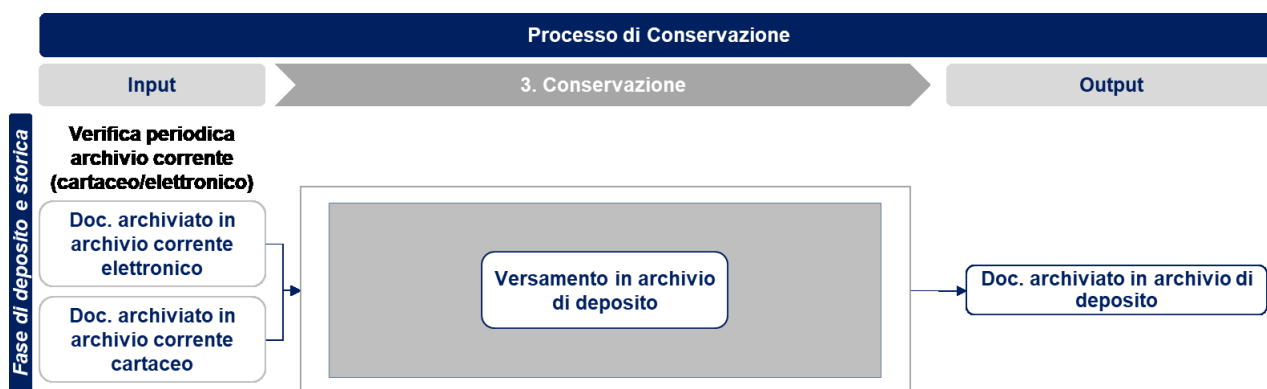 Processo di Conservazione
Input
3. Conservazione
Output
Fase di deposito e storica
Verifica periodica
archivio corrente
(cartaceo/elettronico)
Doc. archiviato in
archivio corrente
elettronico
Doc. archiviato in
archivio corrente
cartaceo
Versamento in archivio
di deposito
Doc. archiviato in archivio di
deposito